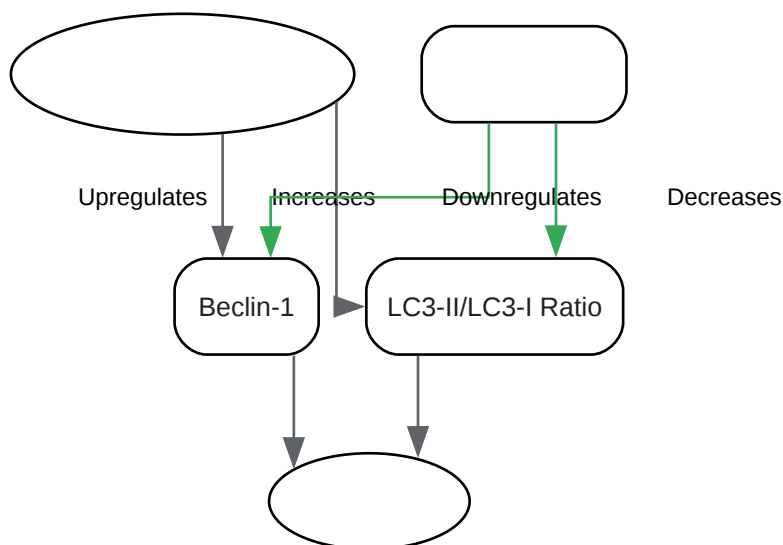 Upregulates
Increases
Downregulates
Decreases
Beclin-1
LC3-II/LC3-I Ratio